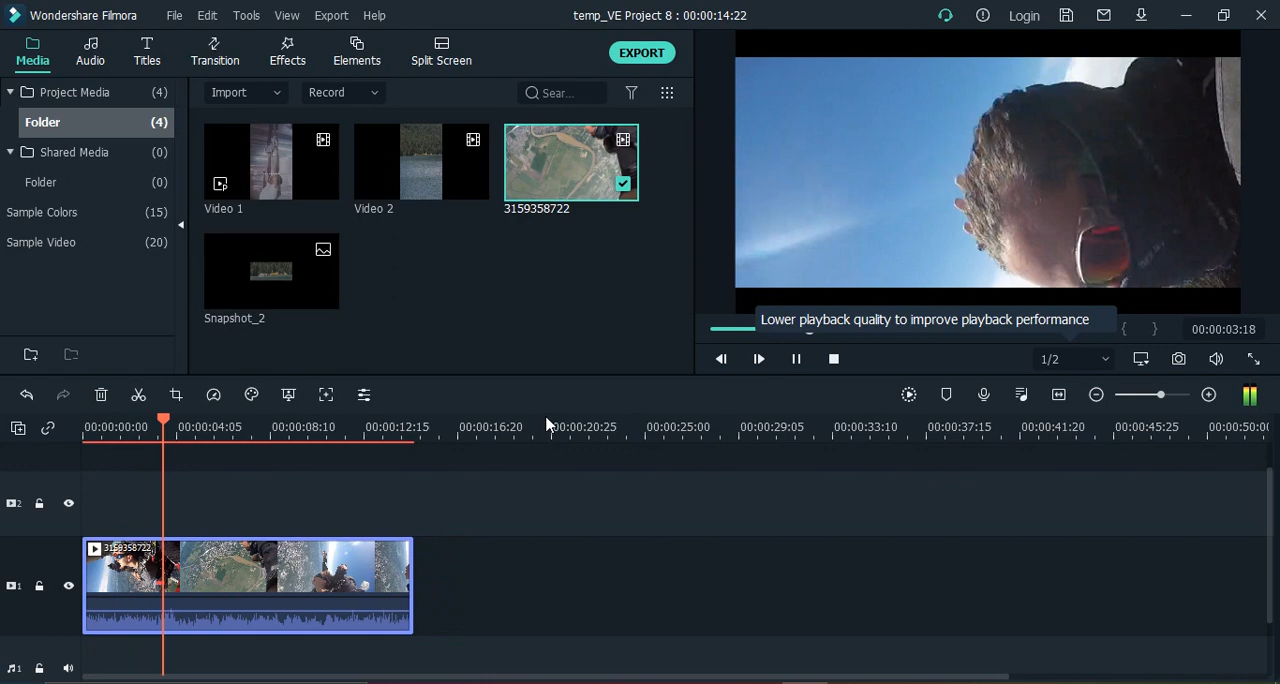 Wondershare Filmora
File Edit Tools View Export Help
temp_VE Project 8 : 00:00:14:22
Login
Media Audio Titles Transition Effects Elements Split Screen
EXPORT
Project Media (4)
Folder (4)
Shared Media (0)
Folder (0)
Sample Colors (15)
Sample Video (20)
Import Record Sear...
Video 1 Video 2 3159358722
Snapshot_2
Lower playback quality to improve playback performance
{ } 00:00:03:18
1/2
00:00:00:00 00:00:04:05 00:00:08:10 00:00:12:15 00:00:16:20 00:00:20:25 00:00:25:00 00:00:29:05 00:00:33:10 00:00:37:15 00:00:41:20 00:00:45:25 00:00:50:0
2
1
3159358722
1